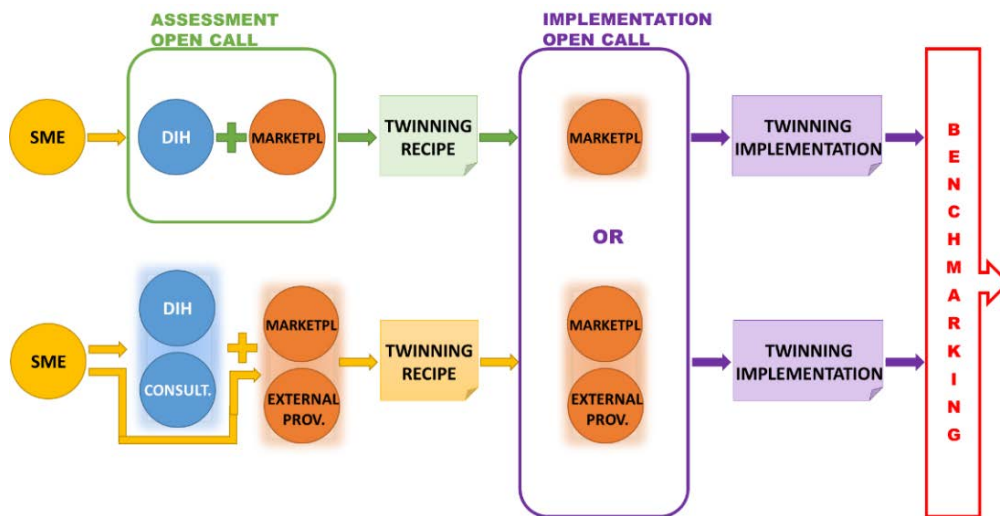 ASSESSMENT
OPEN CALL
IMPLEMENTATION
OPEN CALL
SME
DIH
MARKETPL
TWINNING
RECIPE
MARKETPL
TWINNING
IMPLEMENTATION
OR
SME
DIH
CONSULT.
MARKETPL
EXTERNAL
PROV.
TWINNING
RECIPE
MARKETPL
EXTERNAL
PROV.
TWINNING
IMPLEMENTATION
BENCHMARKING